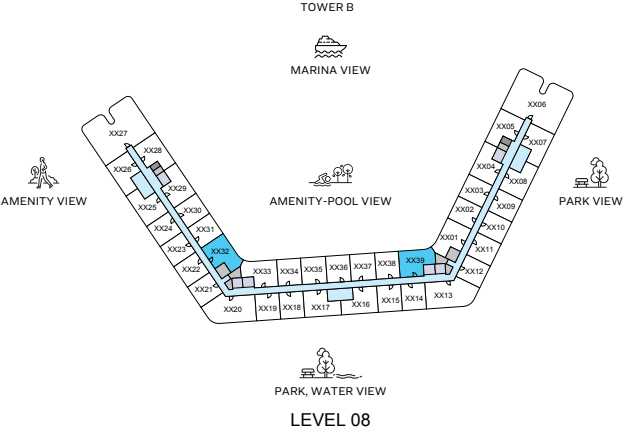 TOWER B
MARINA VIEW
XX06
XX27
XX05
XX28
XX07
XX26
XX04
XX08
XX29
XX03
XX25
AMENITY VIEW
AMENITY-POOL VIEW
PARK VIEW
XX30
XX02
XX09
XX24
XX31
XX10
XX23
XX01
XX32
XX11
XX22
XX33
XX34
XX35
XX36
XX37
XX38
XX39
XX12
XX21
XX20
XX19
XX18
XX17
XX16
XX15
XX14
XX13
PARK, WATER VIEW
LEVEL 08